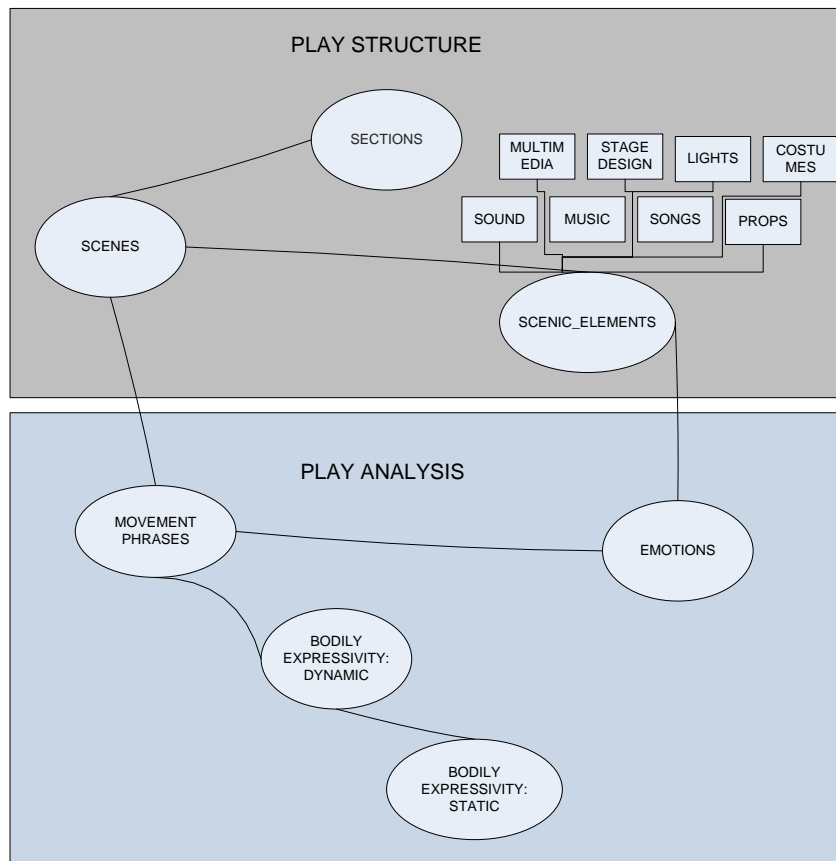 PLAY STRUCTURE
SECTIONS
MULTIM
EDIA
STAGE
DESIGN
LIGHTS
COSTU
MES
SOUND
MUSIC
SONGS
PROPS
SCENES
SCENIC_ELEMENTS
PLAY ANALYSIS
MOVEMENT
PHRASES
EMOTIONS
BODILY
EXPRESSIVITY:
DYNAMIC
BODILY
EXPRESSIVITY:
STATIC